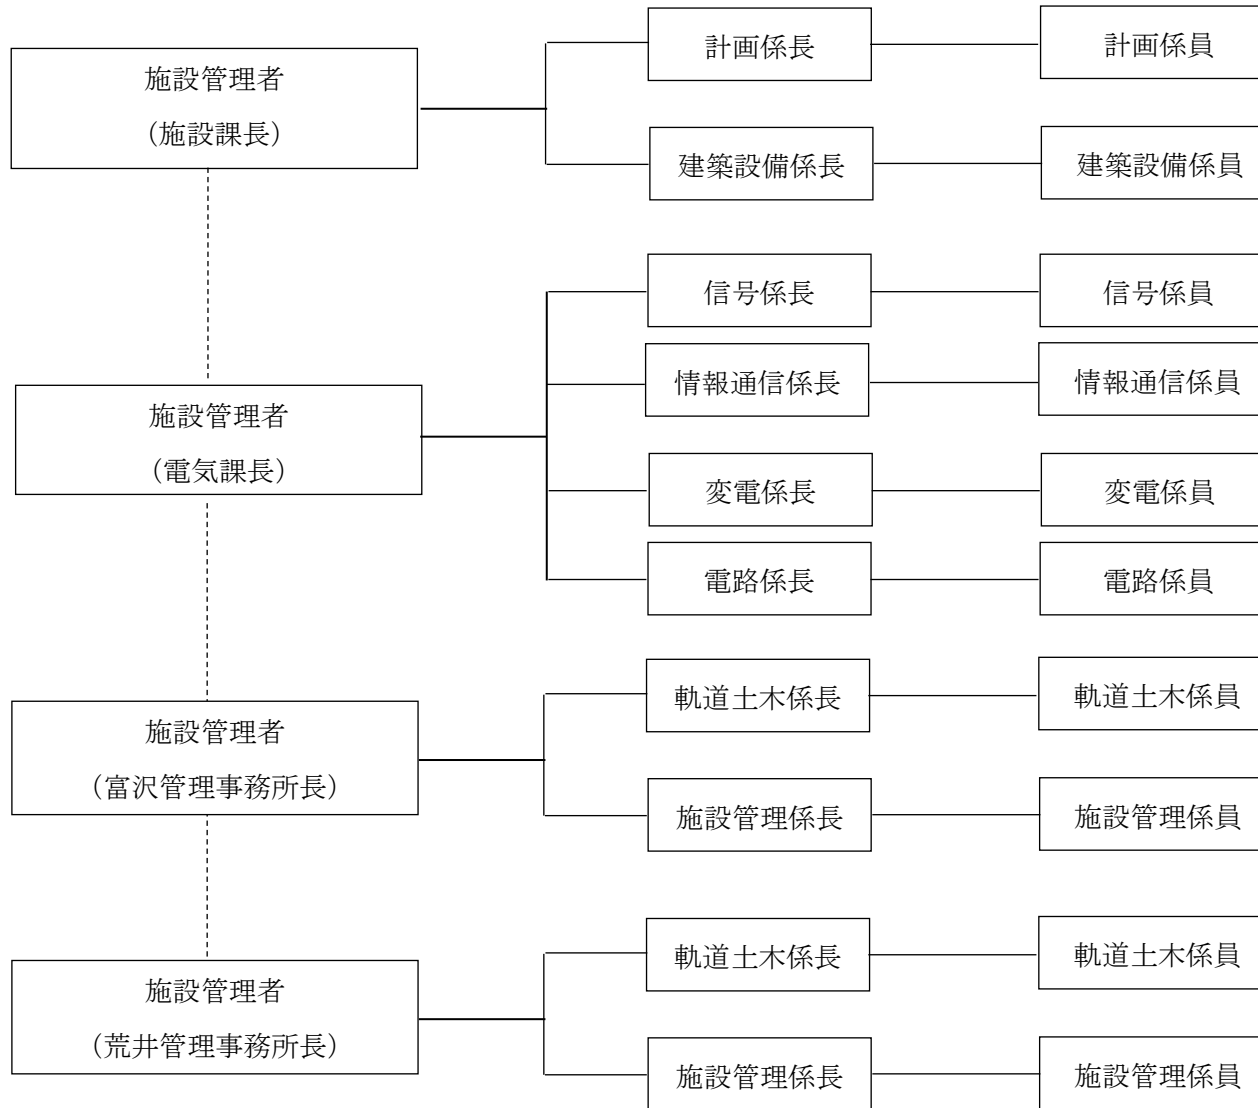 施設管理者
（施設課長）
計画係長
計画係員
建築設備係長
建築設備係員
施設管理者
（電気課長）
信号係長
信号係員
情報通信係長
情報通信係員
変電係長
変電係員
電路係長
電路係員
施設管理者
（富沢管理事務所長）
軌道土木係長
軌道土木係員
施設管理係長
施設管理係員
施設管理者
（荒井管理事務所長）
軌道土木係長
軌道土木係員
施設管理係長
施設管理係員